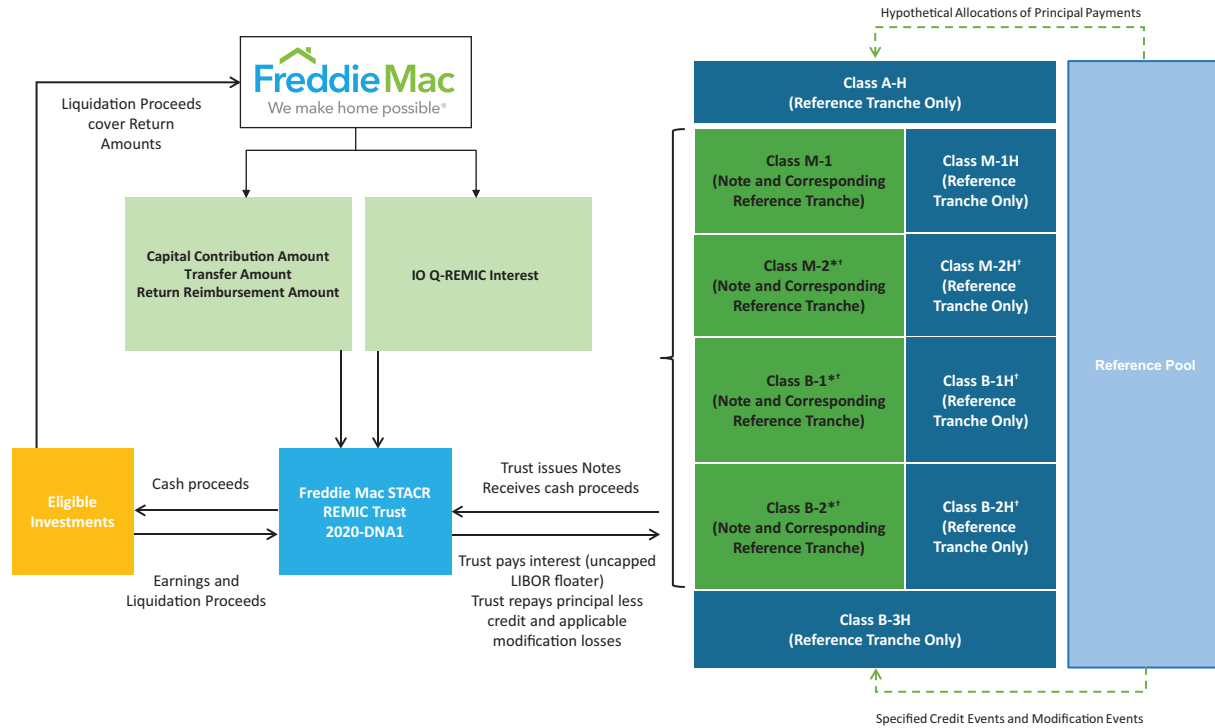 Hypothetical Allocations of Principal Payments
FreddieMac
We make home possible®
Liquidation Proceeds
cover Return
Amounts
Capital Contribution Amount
Transfer Amount
Return Reimbursement Amount
IO Q-REMIC Interest
Eligible
Investments
Cash proceeds
Earnings and
Liquidation Proceeds
Freddie Mac STACR
REMIC Trust
2020-DNA1
Trust issues Notes
Receives cash proceeds
Trust pays interest (uncapped
LIBOR floater)
Trust repays principal less
credit and applicable
modification losses
Class A-H
(Reference Tranche Only)
Class M-1
(Note and Corresponding
Reference Tranche)
Class M-1H
(Reference
Tranche Only)
Class M-2*†
(Note and Corresponding
Reference Tranche)
Class M-2H†
(Reference
Tranche Only)
Class B-1*†
(Note and Corresponding
Reference Tranche)
Class B-1H†
(Reference
Tranche Only)
Class B-2*†
(Note and Corresponding
Reference Tranche)
Class B-2H†
(Reference
Tranche Only)
Class B-3H
(Reference Tranche Only)
Reference Pool
Specified Credit Events and Modification Events